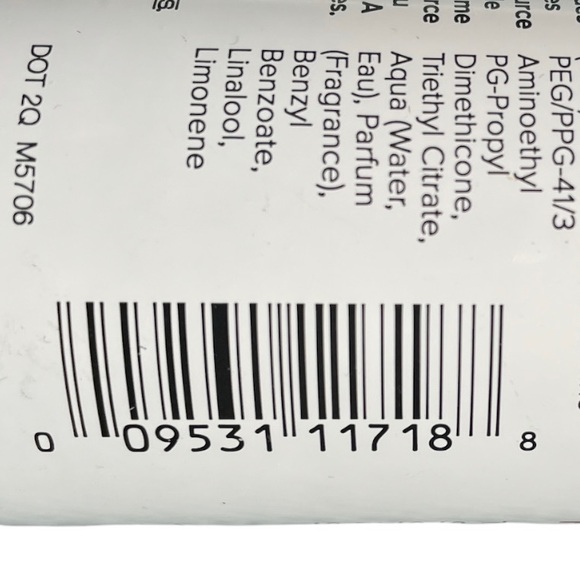 PEG/PPG-41/3
Aminoethyl
PG-Propyl
Dimethicone,
Triethyl Citrate,
Aqua (Water,
Eau), Parfum
(Fragrance),
Benzyl
Benzoate,
Linalool,
Limonene
DOT 2Q M5706
0 09531 11718 8